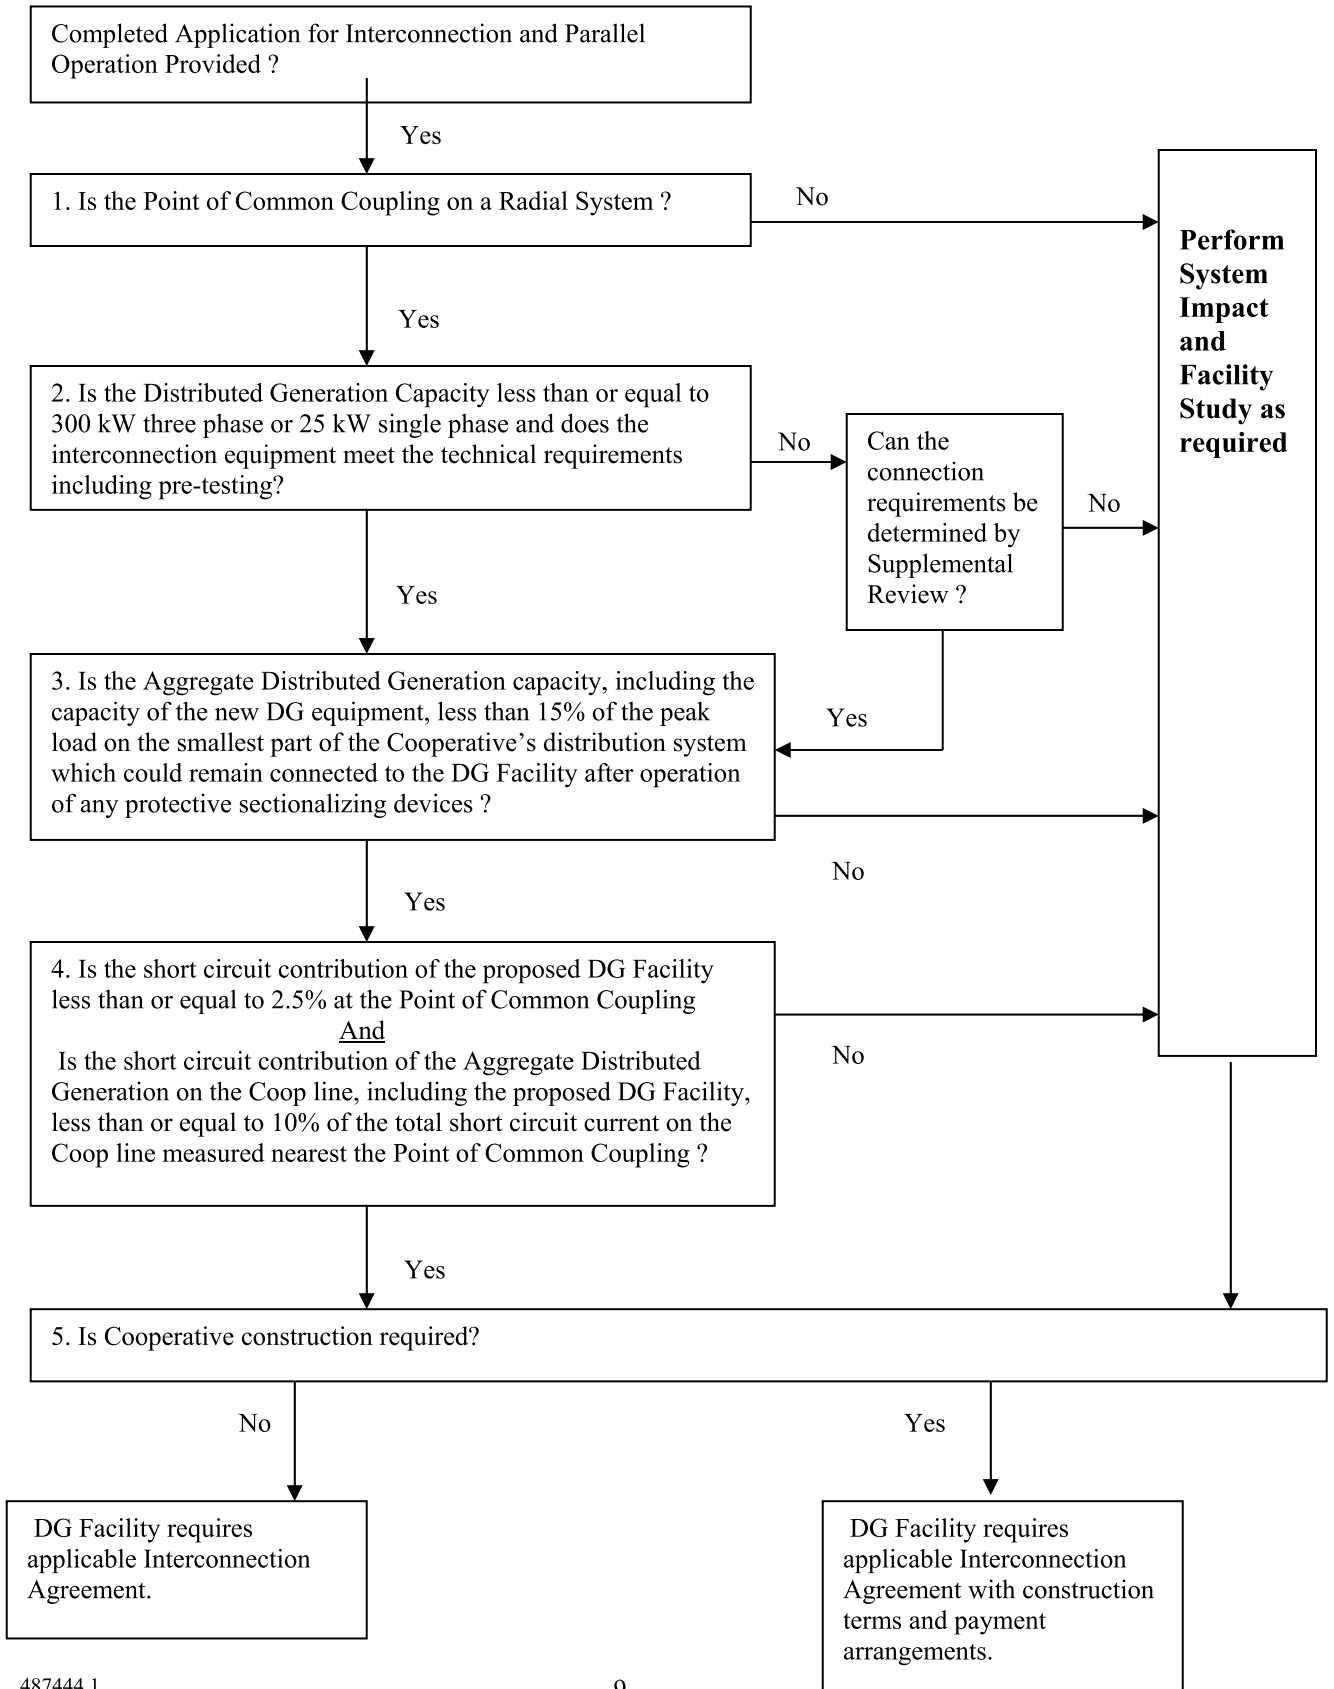 Completed Application for Interconnection and Parallel
Operation Provided ?
Yes
1. Is the Point of Common Coupling on a Radial System ?
No
Perform
System
Impact
and
Facility
Study as
required
Yes
2. Is the Distributed Generation Capacity less than or equal to
300 kW three phase or 25 kW single phase and does the
interconnection equipment meet the technical requirements
including pre-testing?
No
Can the
connection
requirements be
determined by
Supplemental
Review ?
No
Yes
Yes
3. Is the Aggregate Distributed Generation capacity, including the
capacity of the new DG equipment, less than 15% of the peak
load on the smallest part of the Cooperative’s distribution system
which could remain connected to the DG Facility after operation
of any protective sectionalizing devices ?
No
Yes
4. Is the short circuit contribution of the proposed DG Facility
less than or equal to 2.5% at the Point of Common Coupling
And
Is the short circuit contribution of the Aggregate Distributed
Generation on the Coop line, including the proposed DG Facility,
less than or equal to 10% of the total short circuit current on the
Coop line measured nearest the Point of Common Coupling ?
No
Yes
5. Is Cooperative construction required?
No
Yes
DG Facility requires
applicable Interconnection
Agreement.
DG Facility requires
applicable Interconnection
Agreement with construction
terms and payment
arrangements.
487444.1
9